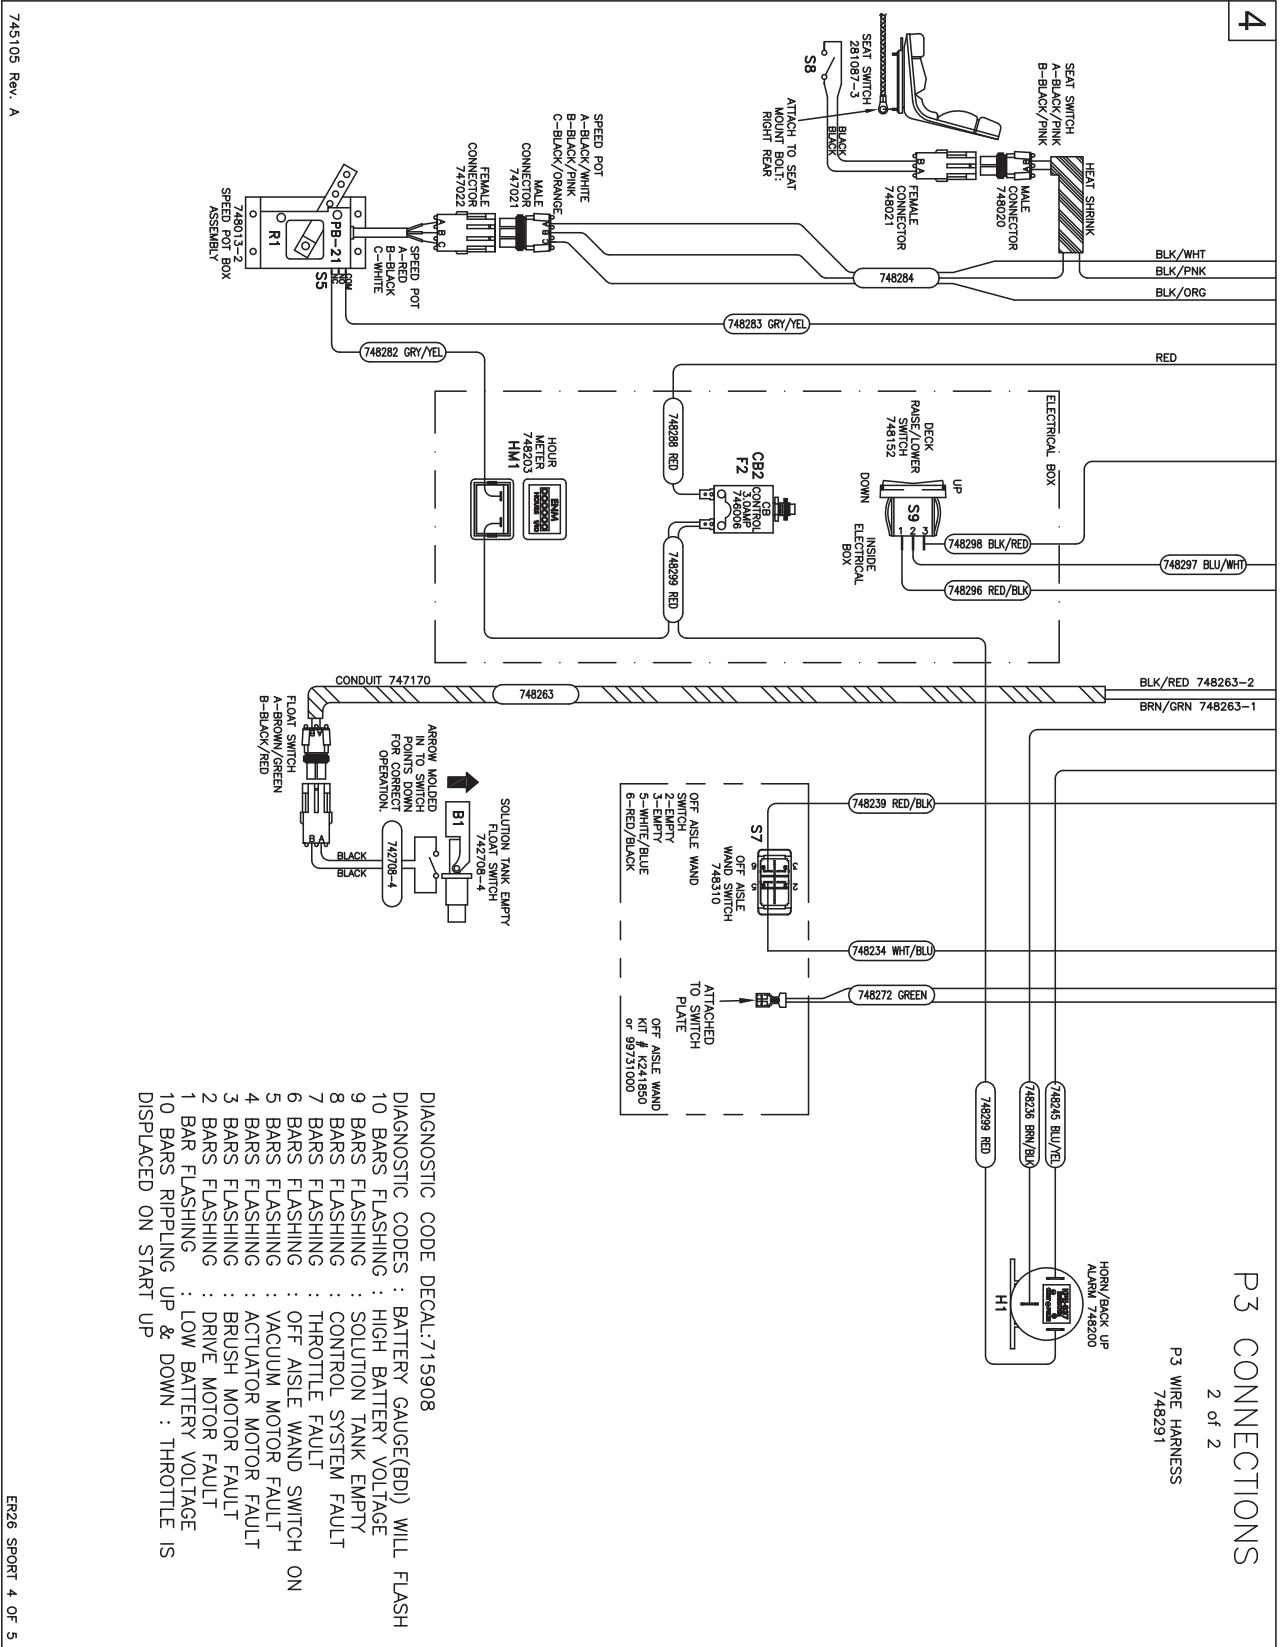 4
P3 CONNECTIONS
2 of 2
P3 WIRE HARNESS
748291
SEAT SWITCH
A-BLACK/PINK
B-BLACK/PINK
HEAT SHRINK
MALE
CONNECTOR
748020
B A
FEMALE
CONNECTOR
748021
B A
SEAT SWITCH
281087-3
S8
BLACK
BLACK
ATTACH TO SEAT
MOUNT BOLT:
RIGHT REAR
SPEED POT
A-BLACK/WHITE
B-BLACK/PINK
C-BLACK/ORANGE
MALE
CONNECTOR
747021
A B C
FEMALE
CONNECTOR
747022
A B C
SPEED POT
A-RED
B-BLACK
C-WHITE
PB-21
R1
COM
NO
NC
S5
748013-2
SPEED POT BOX
ASSEMBLY
BLK/WHT
BLK/PNK
BLK/ORG
748284
748283 GRY/YEL
748282 GRY/YEL
RED
ELECTRICAL BOX
DECK
RAISE/LOWER
SWITCH
748152
UP
DOWN
S9
1 2 3
INSIDE
ELECTRICAL
BOX
748298 BLK/RED
748297 BLU/WHT
748296 RED/BLK
748288 RED
CB2
F2
CB
CONTROL
3.0AMP
746006
748299 RED
HOUR
METER
748203
HM1
ENM
HOURS
CONDUIT 747170
748263
BLK/RED 748263-2
BRN/GRN 748263-1
FLOAT SWITCH
A-BROWN/GREEN
B-BLACK/RED
B A
B A
BLACK
BLACK
742708-4
ARROW MOLDED
IN TO SWITCH
POINTS DOWN
FOR CORRECT
OPERATION.
B1
SOLUTION TANK EMPTY
FLOAT SWITCH
742708-4
OFF AISLE WAND
SWITCH
2-EMPTY
3-EMPTY
5-WHITE/BLUE
6-RED/BLACK
S7
OFF AISLE
WAND SWITCH
748310
3 2
6 5
748239 RED/BLK
748234 WHT/BLU
748272 GREEN
ATTACHED
TO SWITCH
PLATE
OFF AISLE WAND
KIT # K241850
or 99731000
748299 RED
748236 BRN/BLK
748245 BLU/YEL
HORN/BACK UP
ALARM 748200
H1
DIAGNOSTIC CODE DECAL:715908
DIAGNOSTIC CODES : BATTERY GAUGE(BDI) WILL FLASH
10 BARS FLASHING : HIGH BATTERY VOLTAGE
9 BARS FLASHING : SOLUTION TANK EMPTY
8 BARS FLASHING : CONTROL SYSTEM FAULT
7 BARS FLASHING : THROTTLE FAULT
6 BARS FLASHING : OFF AISLE WAND SWITCH ON
5 BARS FLASHING : VACUUM MOTOR FAULT
4 BARS FLASHING : ACTUATOR MOTOR FAULT
3 BARS FLASHING : BRUSH MOTOR FAULT
2 BARS FLASHING : DRIVE MOTOR FAULT
1 BAR FLASHING : LOW BATTERY VOLTAGE
10 BARS RIPPLING UP & DOWN : THROTTLE IS
DISPLACED ON START UP
745105 Rev. A
ER26 SPORT 4 OF 5